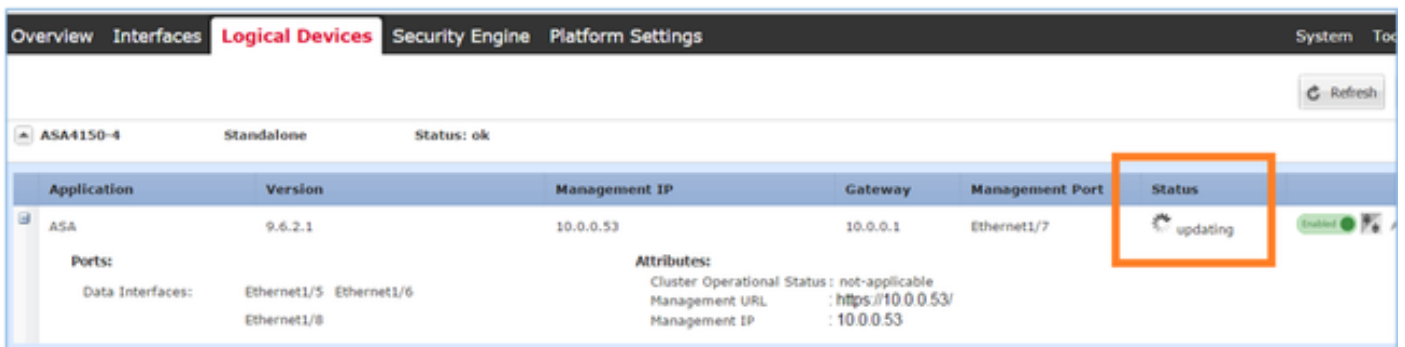 Overview Interfaces Logical Devices Security Engine Platform Settings System
Refresh
ASA4150-4 Standalone Status: ok
Application Version Management IP Gateway Management Port Status
ASA 9.6.2.1 10.0.0.53 10.0.0.1 Ethernet1/7 updating Enabled
Ports: Attributes:
Cluster Operational Status : not-applicable
Data Interfaces: Ethernet1/5 Ethernet1/6 Management URL : https://10.0.0.53/
Ethernet1/8 Management IP : 10.0.0.53